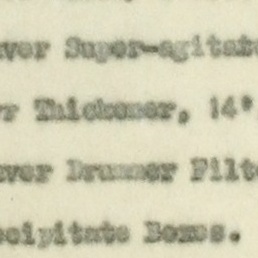 ver Super-agitato
r Thickener, 14',
ver Drummer Filte
ecipitate Boxes.